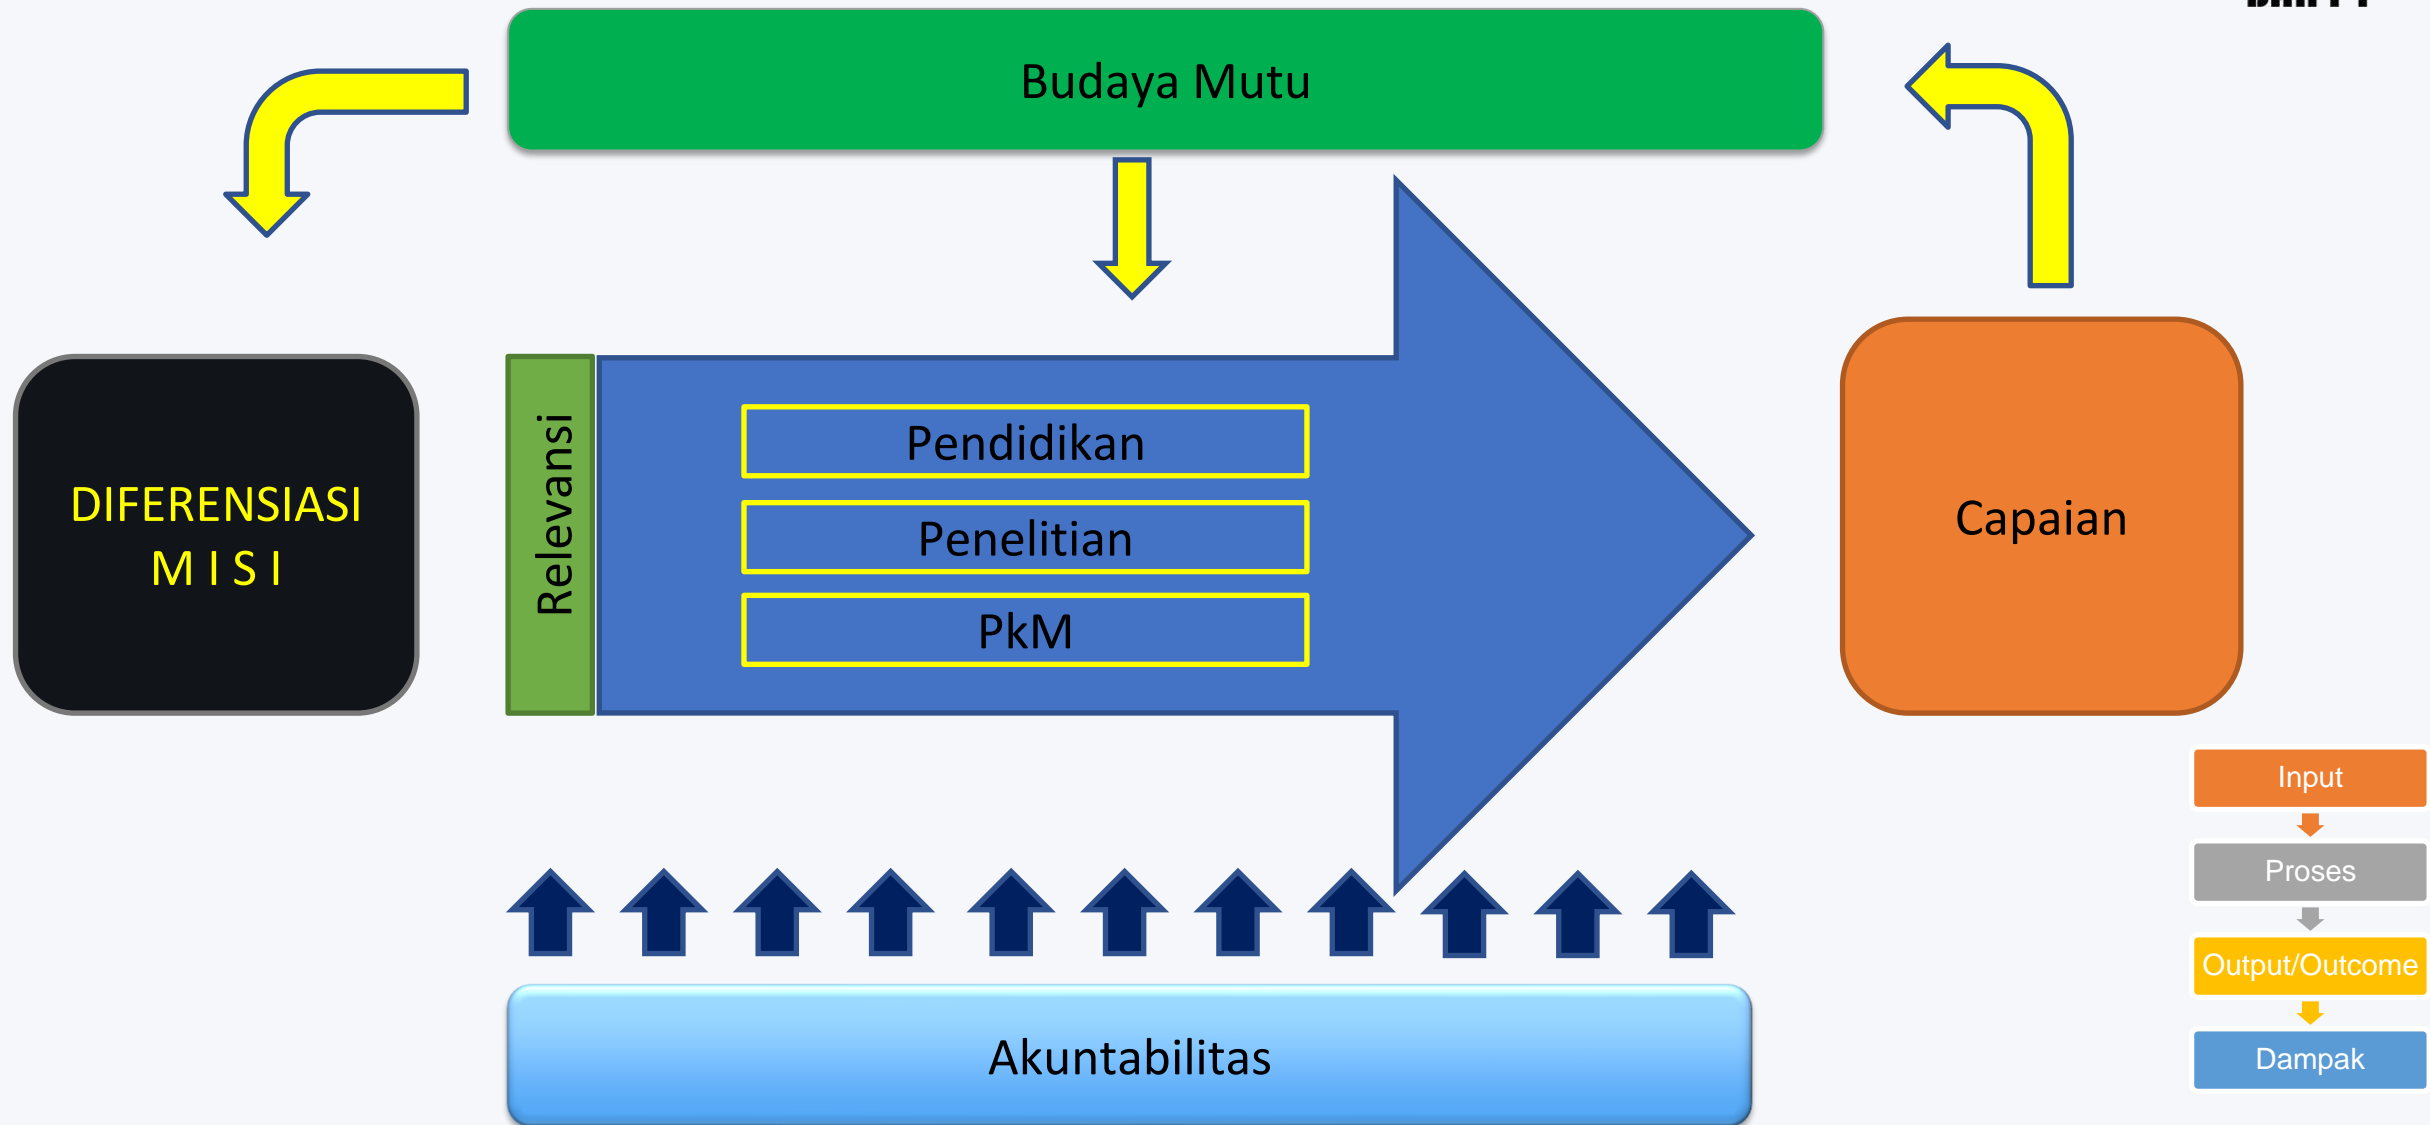 Budaya Mutu
DIFERENSIASI
M I S I
Relevansi
Pendidikan
Penelitian
PkM
Capaian
Akuntabilitas
Input
Proses
Output/Outcome
Dampak